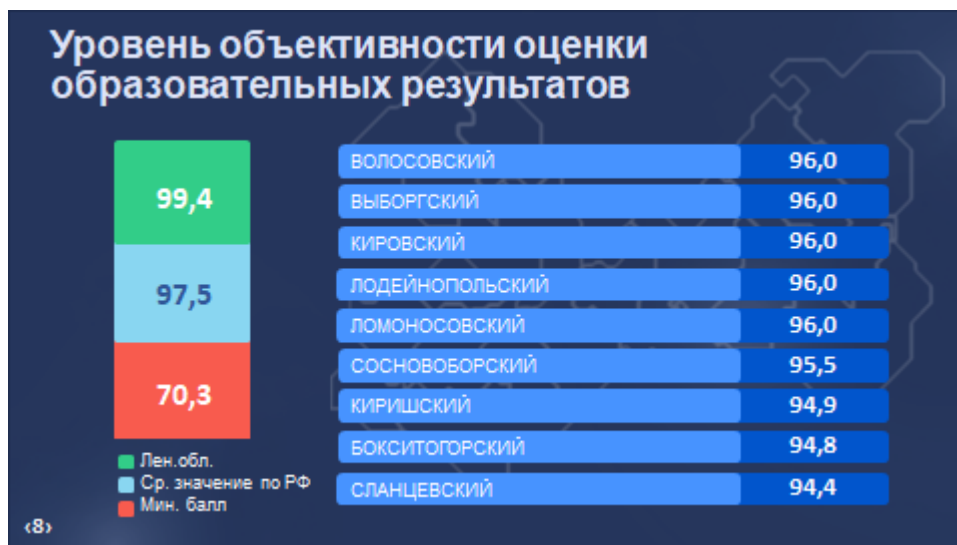 Уровень объективности оценки
образовательных результатов
99,4
97,5
70,3
Лен.обл.
Ср. значение по РФ
Мин. балл
ВОЛОСОВСКИЙ 96,0
ВЫБОРГСКИЙ 96,0
КИРОВСКИЙ 96,0
ЛОДЕЙНОПОЛЬСКИЙ 96,0
ЛОМОНОСОВСКИЙ 96,0
СОСНОВОБОРСКИЙ 95,5
КИРИШСКИЙ 94,9
БОКСИТОГОРСКИЙ 94,8
СЛАНЦЕВСКИЙ 94,4
‹8›